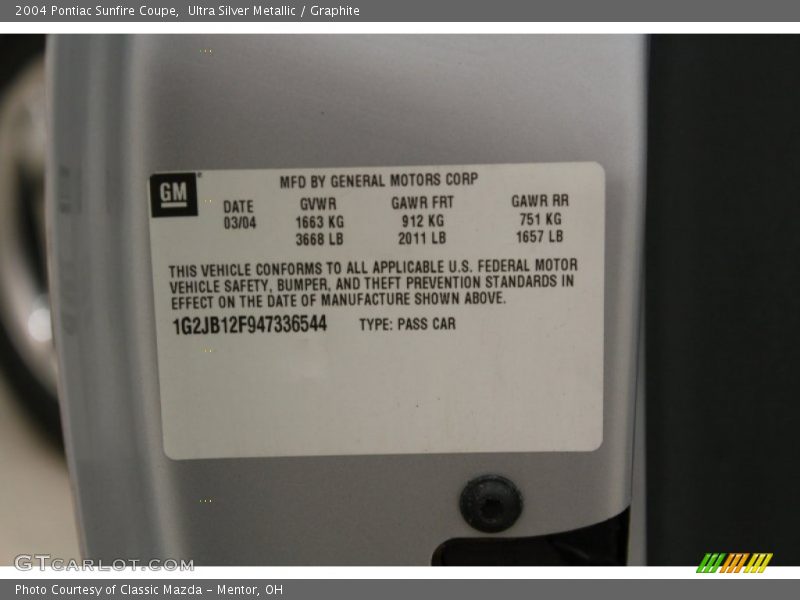 2004 Pontiac Sunfire Coupe,  Ultra Silver Metallic / Graphite
GM
MFD BY GENERAL MOTORS CORP
DATE GVWR GAWR FRT GAWR RR
03/04 1663 KG 912 KG 751 KG
3668 LB 2011 LB 1657 LB
THIS VEHICLE CONFORMS TO ALL APPLICABLE U.S. FEDERAL MOTOR
VEHICLE SAFETY, BUMPER, AND THEFT PREVENTION STANDARDS IN
EFFECT ON THE DATE OF MANUFACTURE SHOWN ABOVE.
1G2JB12F947336544 TYPE: PASS CAR
GTCARLOT.COM
Photo Courtesy of Classic Mazda - Mentor, OH